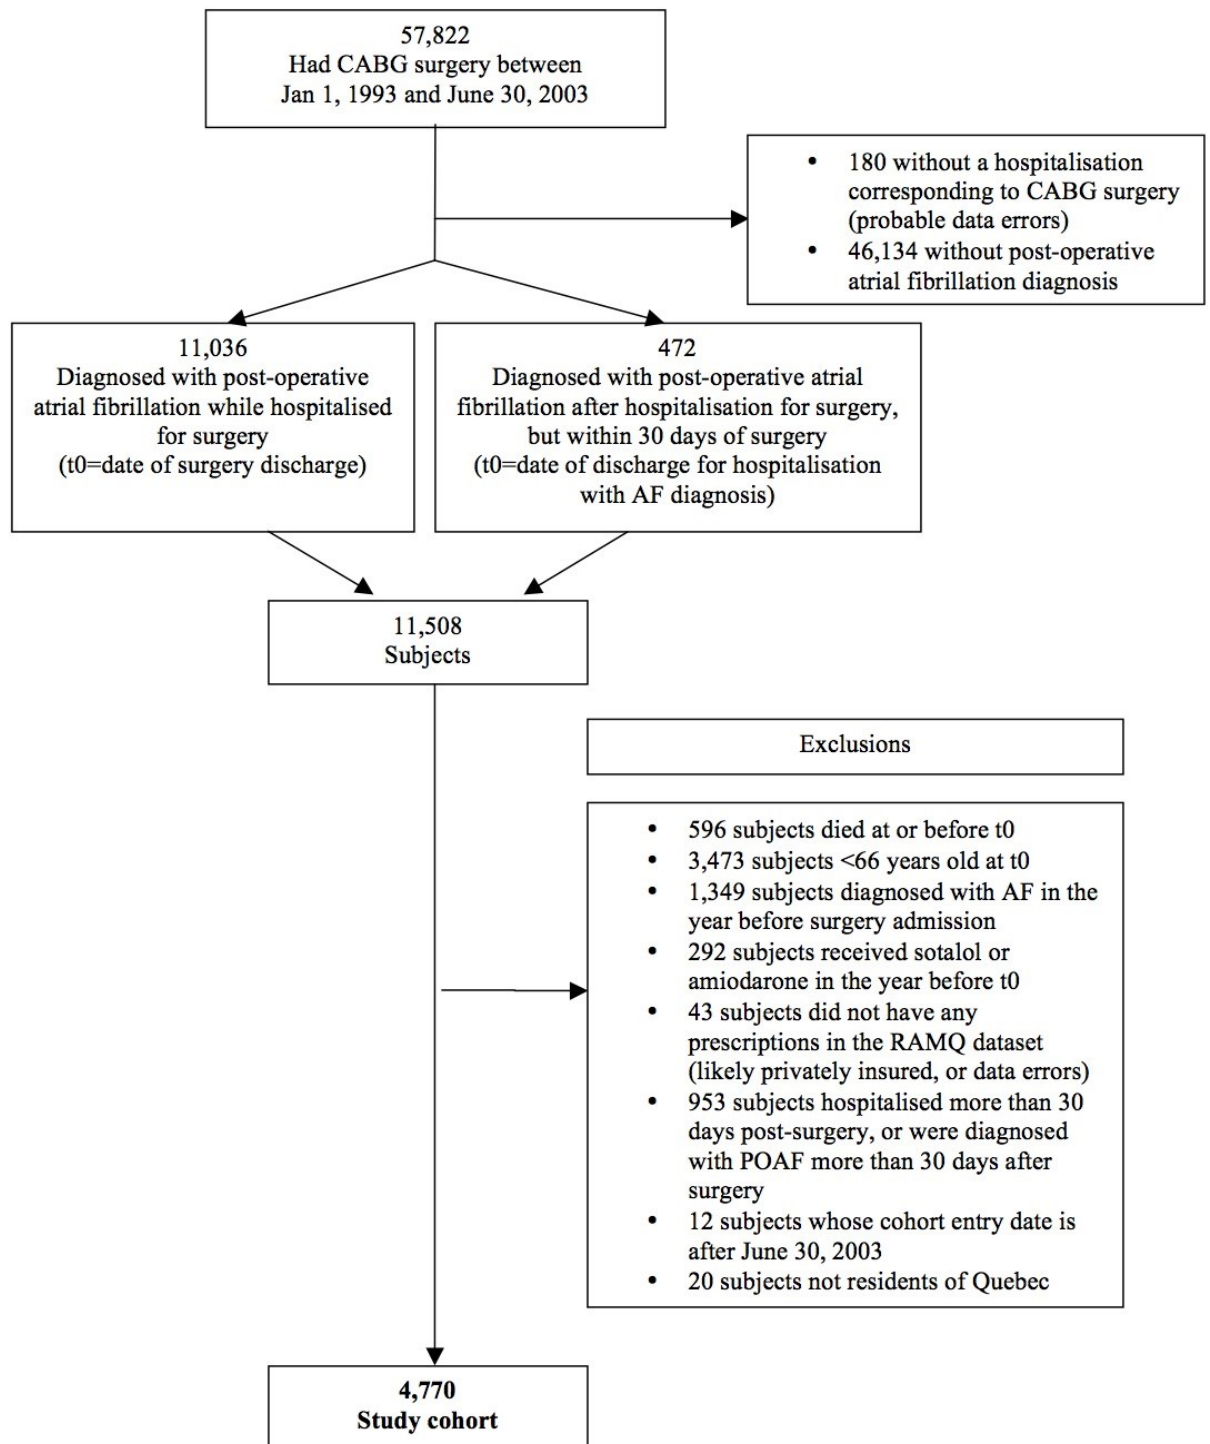 57,822
Had CABG surgery between
Jan 1, 1993 and June 30, 2003
• 180 without a hospitalisation
corresponding to CABG surgery
(probable data errors)
• 46,134 without post-operative
atrial fibrillation diagnosis
11,036
Diagnosed with post-operative
atrial fibrillation while hospitalised
for surgery
(t0=date of surgery discharge)
472
Diagnosed with post-operative atrial
fibrillation after hospitalisation for surgery,
but within 30 days of surgery
(t0=date of discharge for hospitalisation
with AF diagnosis)
11,508
Subjects
Exclusions
• 596 subjects died at or before t0
• 3,473 subjects <66 years old at t0
• 1,349 subjects diagnosed with AF in the
year before surgery admission
• 292 subjects received sotalol or
amiodarone in the year before t0
• 43 subjects did not have any
prescriptions in the RAMQ dataset
(likely privately insured, or data errors)
• 953 subjects hospitalised more than 30
days post-surgery, or were diagnosed
with POAF more than 30 days after
surgery
• 12 subjects whose cohort entry date is
after June 30, 2003
• 20 subjects not residents of Quebec
4,770
Study cohort